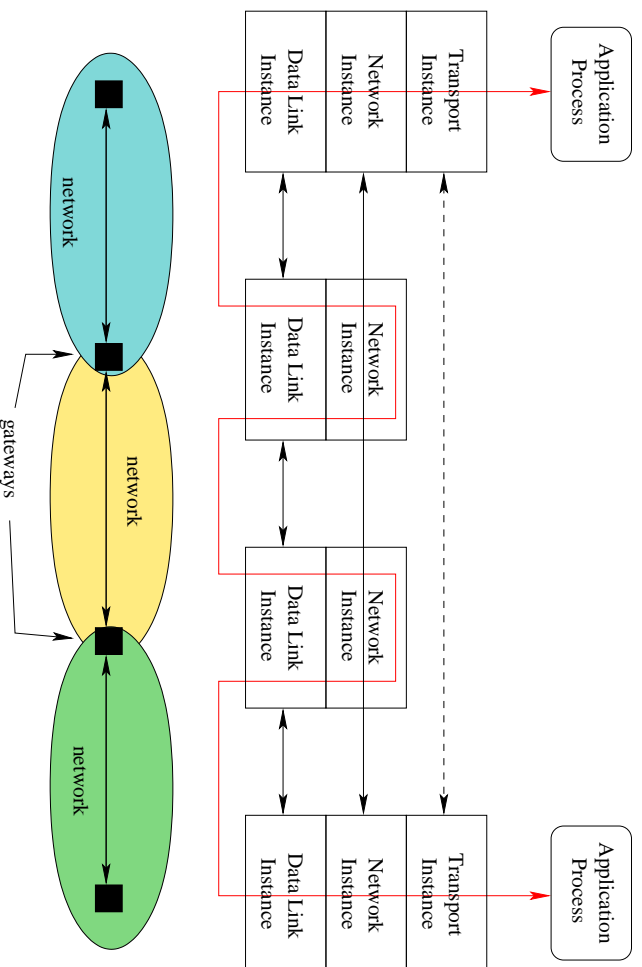 Application
Process
Application
Process
Transport
Instance
Transport
Instance
Network
Instance
Network
Instance
Network
Instance
Network
Instance
Data Link
Instance
Data Link
Instance
Data Link
Instance
Data Link
Instance
network
network
network
gateways